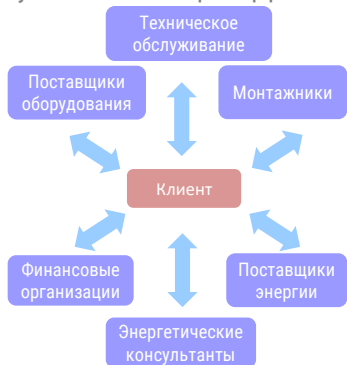 Техническое
обслуживание
Поставщики
оборудования
Монтажники
Клиент
Финансовые
организации
Поставщики
энергии
Энергетические
консультанты